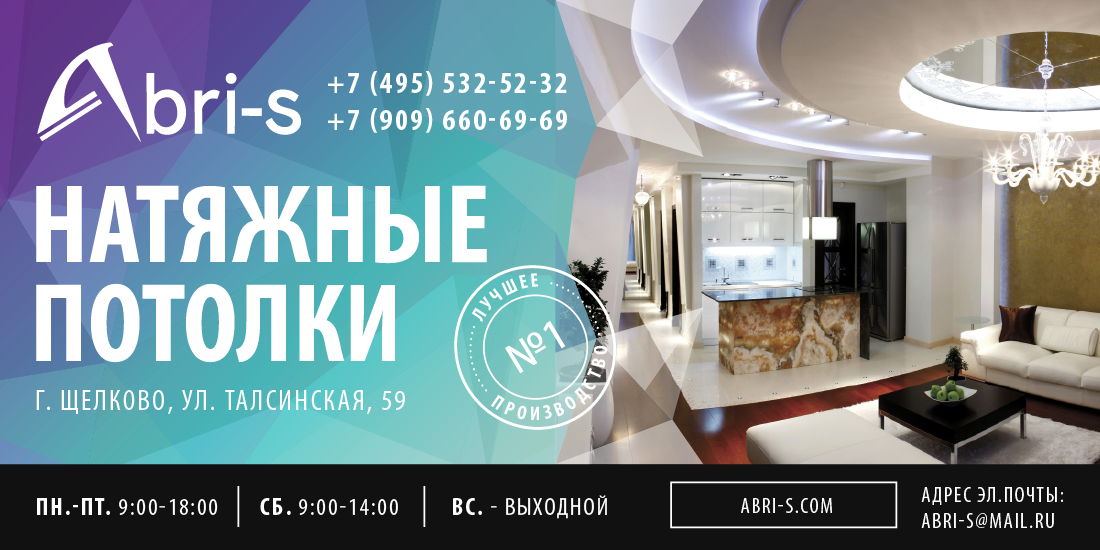 Abri-s
+7 (495) 532-52-32
+7 (909) 660-69-69
НАТЯЖНЫЕ
ПОТОЛКИ
Г. ЩЕЛКОВО, УЛ. ТАЛСИНСКАЯ, 59
ЛУЧШЕЕ
№1
ПРОИЗВОДСТВО
ПН.-ПТ. 9:00-18:00
СБ. 9:00-14:00
ВС. - ВЫХОДНОЙ
ABRI-S.COM
АДРЕС ЭЛ.ПОЧТЫ:
ABRI-S@MAIL.RU